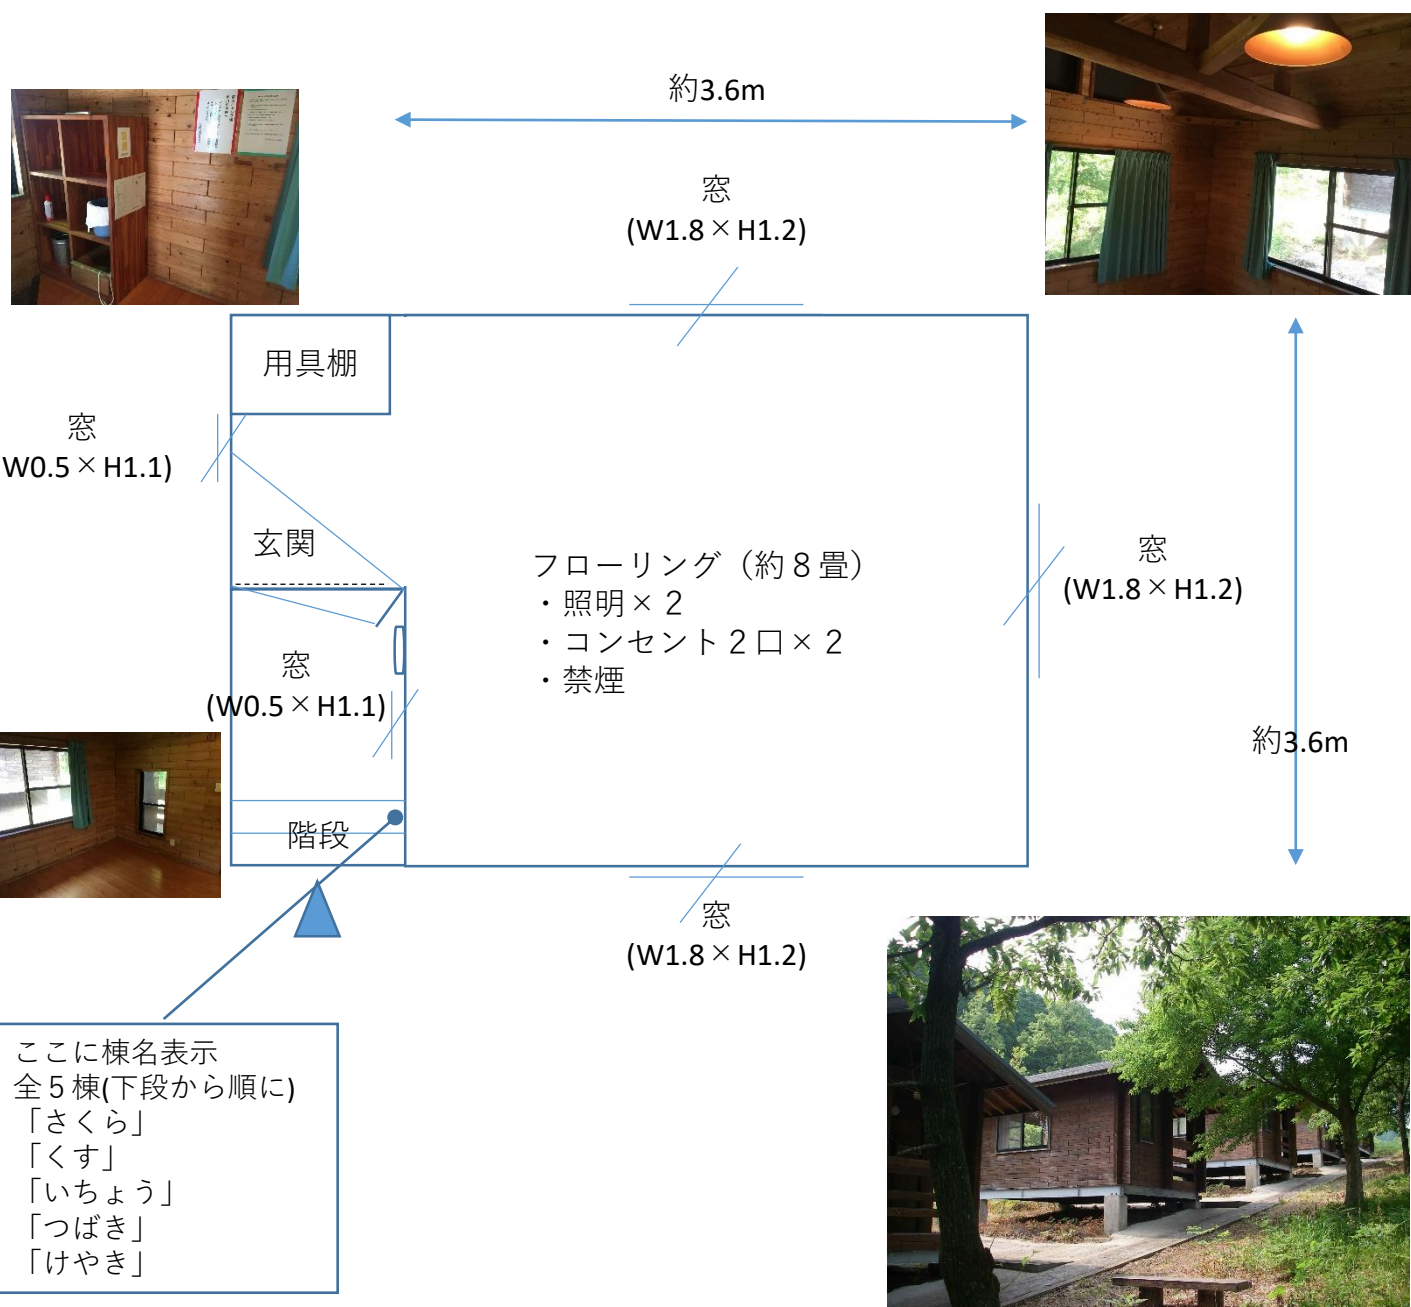 約3.6m
窓
(W1.8×H1.2)
用具棚
窓
W0.5×H1.1)
玄関
フローリング（約８畳）
・照明×２
・コンセント２口×２
・禁煙
窓
(W1.8×H1.2)
窓
(W0.5×H1.1)
約3.6m
階段
窓
(W1.8×H1.2)
ここに棟名表示
全５棟(下段から順に)
「さくら」
「くす」
「いちょう」
「つばき」
「けやき」